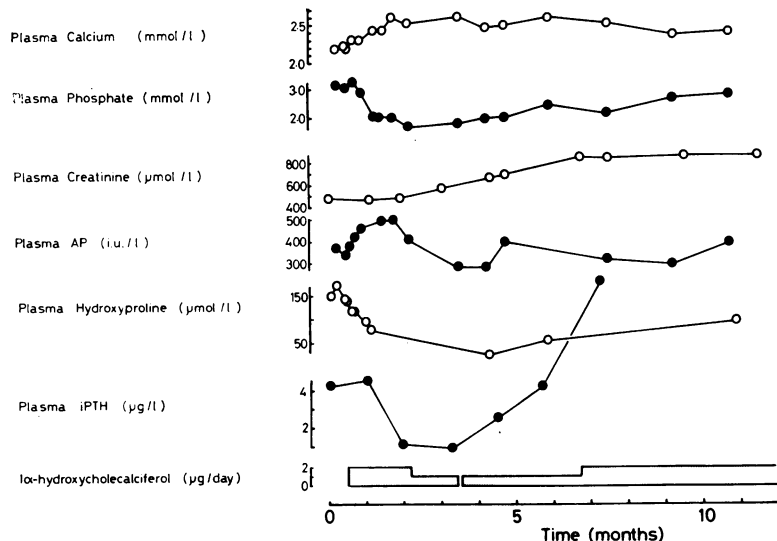 Plasma Calcium (mmol/l)
2.5
2.0
Plasma Phosphate (mmol/l)
3.0
2.0
Plasma Creatinine (µmol/l)
800
600
400
Plasma AP (i.u./l)
500
400
300
Plasma Hydroxyproline (µmol/l)
150
50
Plasma iPTH (µg/l)
4
2
1α-hydroxycholecalciferol (µg/day)
2
0
0 5 10
Time (months)